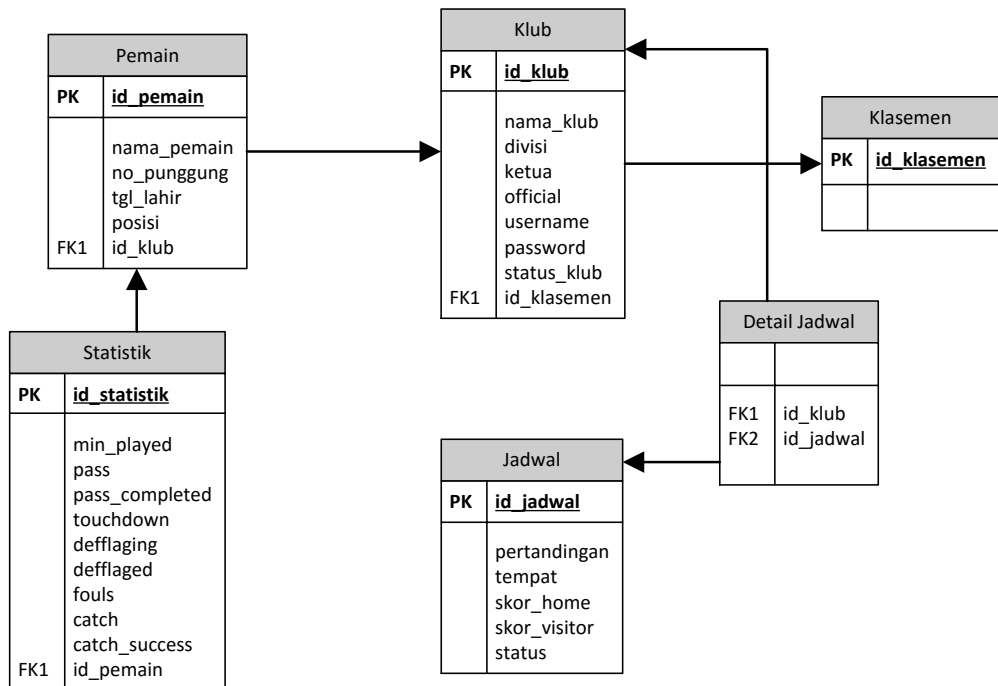 Pemain
PK id_pemain
nama_pemain
no_punggung
tgl_lahir
posisi
FK1 id_klub
Klub
PK id_klub
nama_klub
divisi
ketua
official
username
password
status_klub
FK1 id_klasemen
Klasemen
PK id_klasemen
Statistik
PK id_statistik
min_played
pass
pass_completed
touchdown
defflaging
defflaged
fouls
catch
catch_success
FK1 id_pemain
Jadwal
PK id_jadwal
pertandingan
tempat
skor_home
skor_visitor
status
Detail Jadwal
FK1 id_klub
FK2 id_jadwal